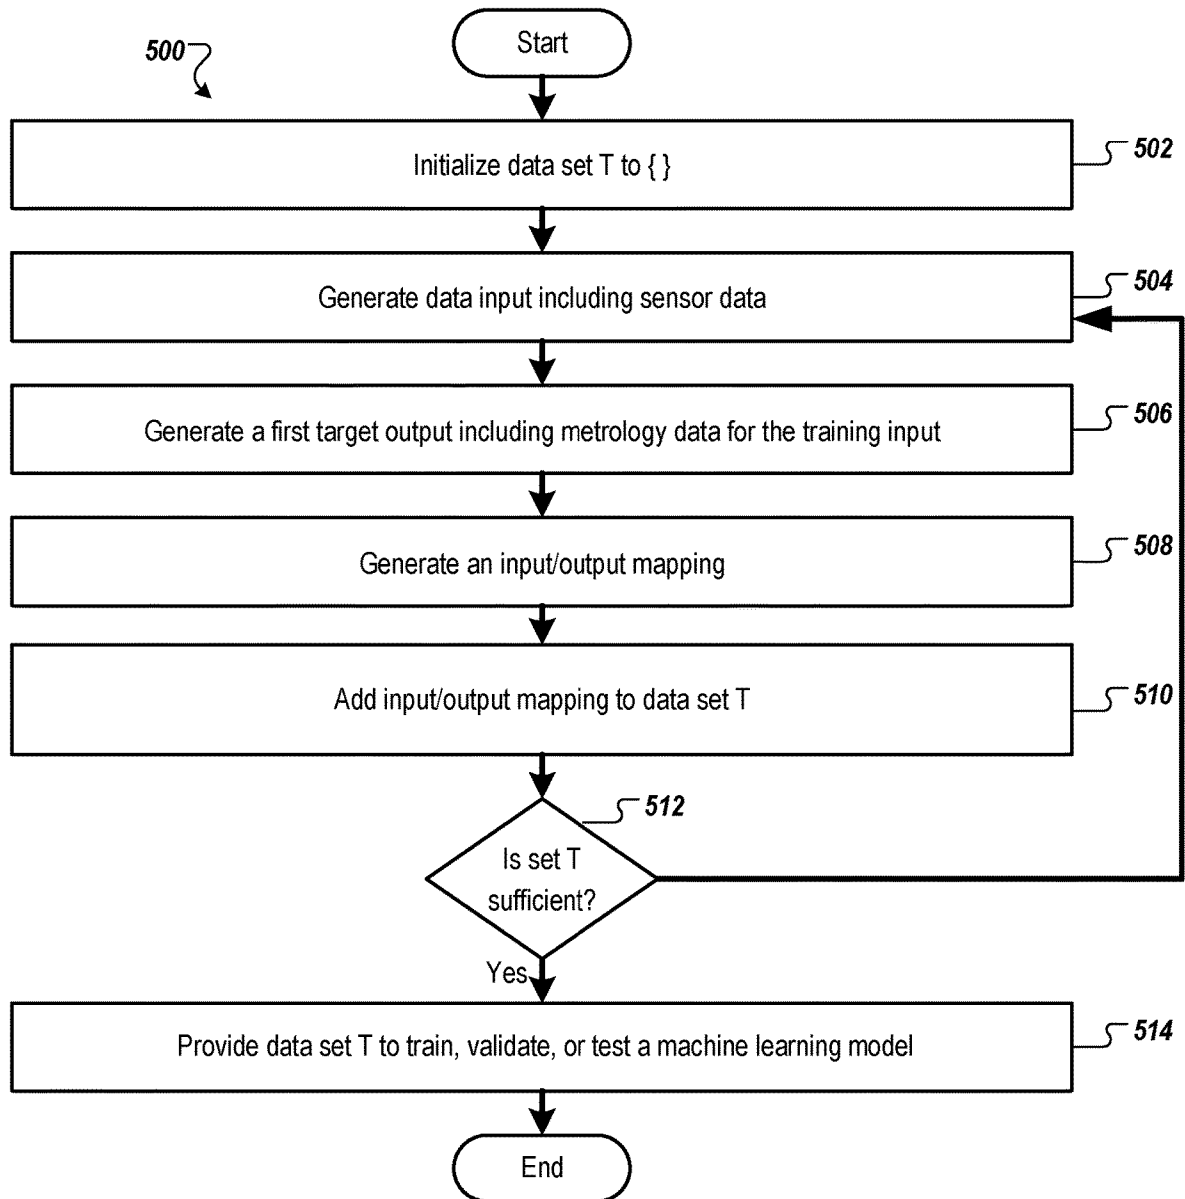 Start
500
Initialize data set T to { }
502
Generate data input including sensor data
504
Generate a first target output including metrology data for the training input
506
Generate an input/output mapping
508
Add input/output mapping to data set T
510
512
Is set T
sufficient?
Yes
Provide data set T to train, validate, or test a machine learning model
514
End